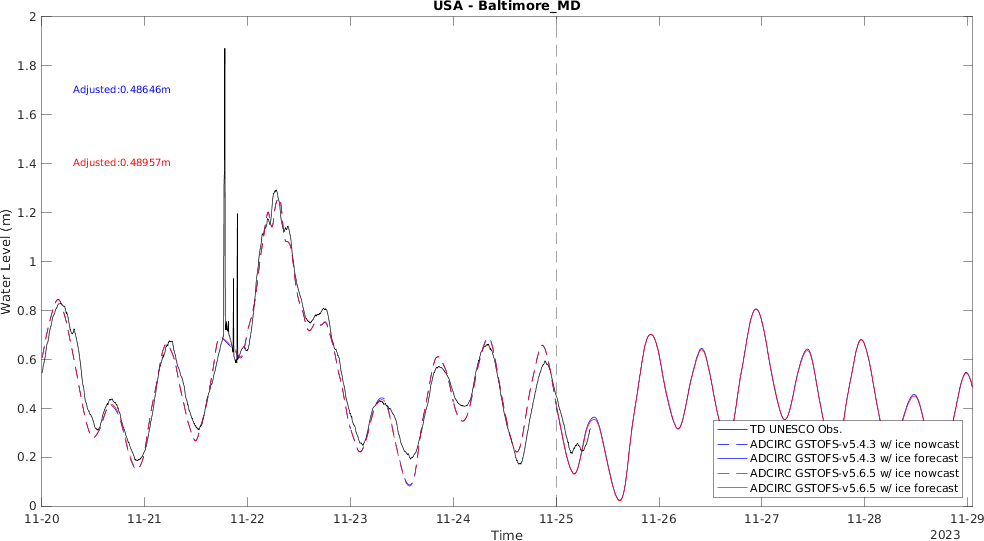 USA - Baltimore_MD
2
1.8
1.6
1.4
1.2
1
0.8
0.6
0.4
0.2
0
Water Level (m)
Adjusted:0.48646m
Adjusted:0.48957m
TD UNESCO Obs.
ADCIRC GSTOFS-v5.4.3 w/ ice nowcast
ADCIRC GSTOFS-v5.4.3 w/ ice forecast
ADCIRC GSTOFS-v5.6.5 w/ ice nowcast
ADCIRC GSTOFS-v5.6.5 w/ ice forecast
11-20 11-21 11-22 11-23 11-24 11-25 11-26 11-27 11-28 11-29
Time
2023